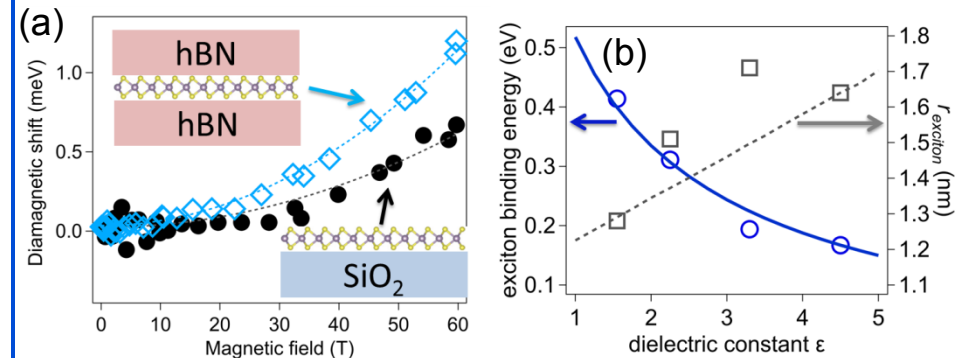 (a)
hBN
hBN
SiO₂
Diamagnetic shift (meV)
1.0
0.5
0.0
0
10
20
30
40
50
60
Magnetic field (T)
(b)
exciton binding energy (eV)
0.5
0.4
0.3
0.2
0.1
1
2
3
4
5
dielectric constant ε
1.8
1.7
1.6
1.5
1.4
1.3
1.2
1.1
r_exciton (nm)